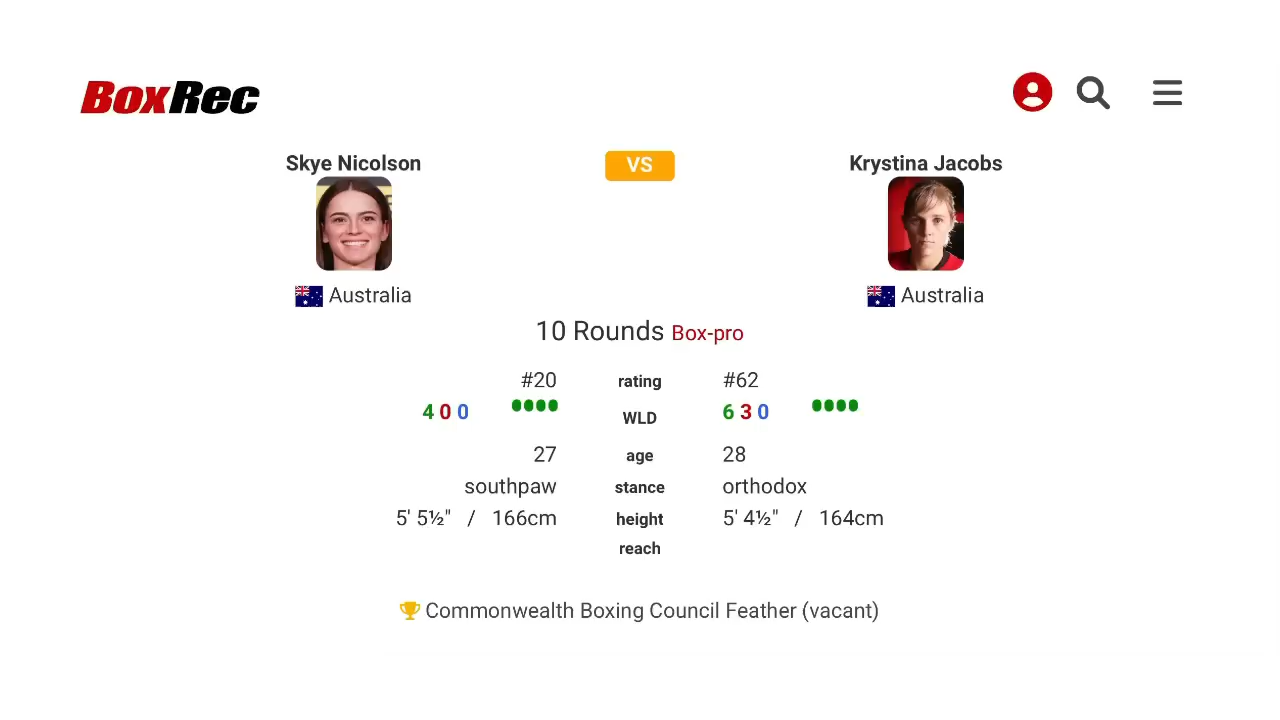 BoxRec
Skye Nicolson VS Krystina Jacobs
Australia Australia
10 Rounds Box-pro
#20 rating #62
4 0 0 WLD 6 3 0
27 age 28
southpaw stance orthodox
5' 5½" / 166cm height 5' 4½" / 164cm
reach
Commonwealth Boxing Council Feather (vacant)